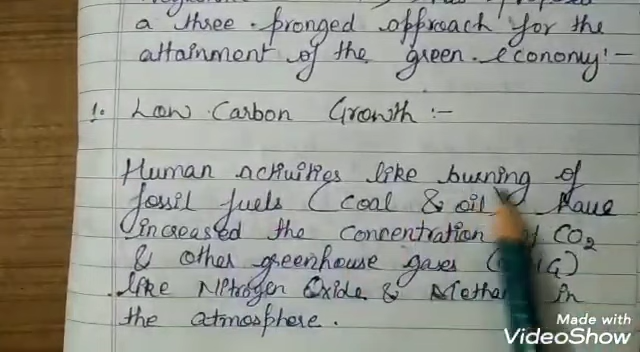 a three-pronged approach for the
attainment of the green economy:-
1. Low Carbon Growth :-
Human activities like burning of
fossil fuels (coal & oil) have
increased the concentration of CO₂
& other greenhouse gases (
like Nitrogen Oxide & in
the atmosphere.
Made with
VideoShow